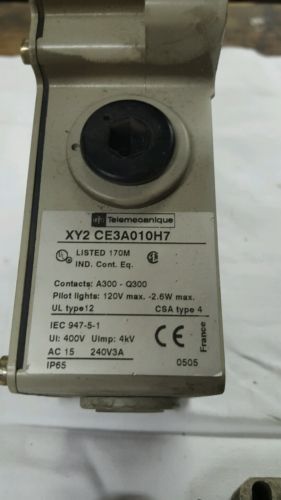 Telemecanique
XY2 CE3A010H7
UL LISTED 170M
IND. Cont. Eq.
Contacts: A300 - Q300
Pilot lights: 120V max. -2.6W max.
UL type12 CSA type 4
IEC 947-5-1
Ui: 400V Uimp: 4kV
AC 15 240V3A
IP65
CE
0505
France